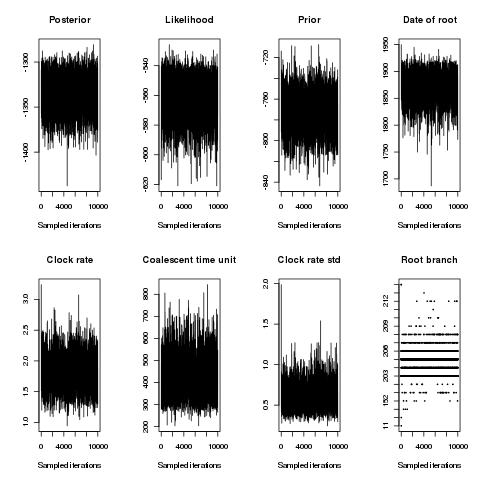 Posterior
Likelihood
Prior
Date of root
-1300
-1350
-1400
-540
-560
-580
-600
-620
-720
-760
-800
-840
1950
1900
1850
1800
1750
1700
0 4000 10000
0 4000 10000
0 4000 10000
0 4000 10000
Sampled iterations
Sampled iterations
Sampled iterations
Sampled iterations
Clock rate
Coalescent time unit
Clock rate std
Root branch
3.0
2.5
2.0
1.5
1.0
800
700
600
500
400
300
200
2.0
1.5
1.0
0.5
212
209
206
203
192
11
0 4000 10000
0 4000 10000
0 4000 10000
0 4000 10000
Sampled iterations
Sampled iterations
Sampled iterations
Sampled iterations